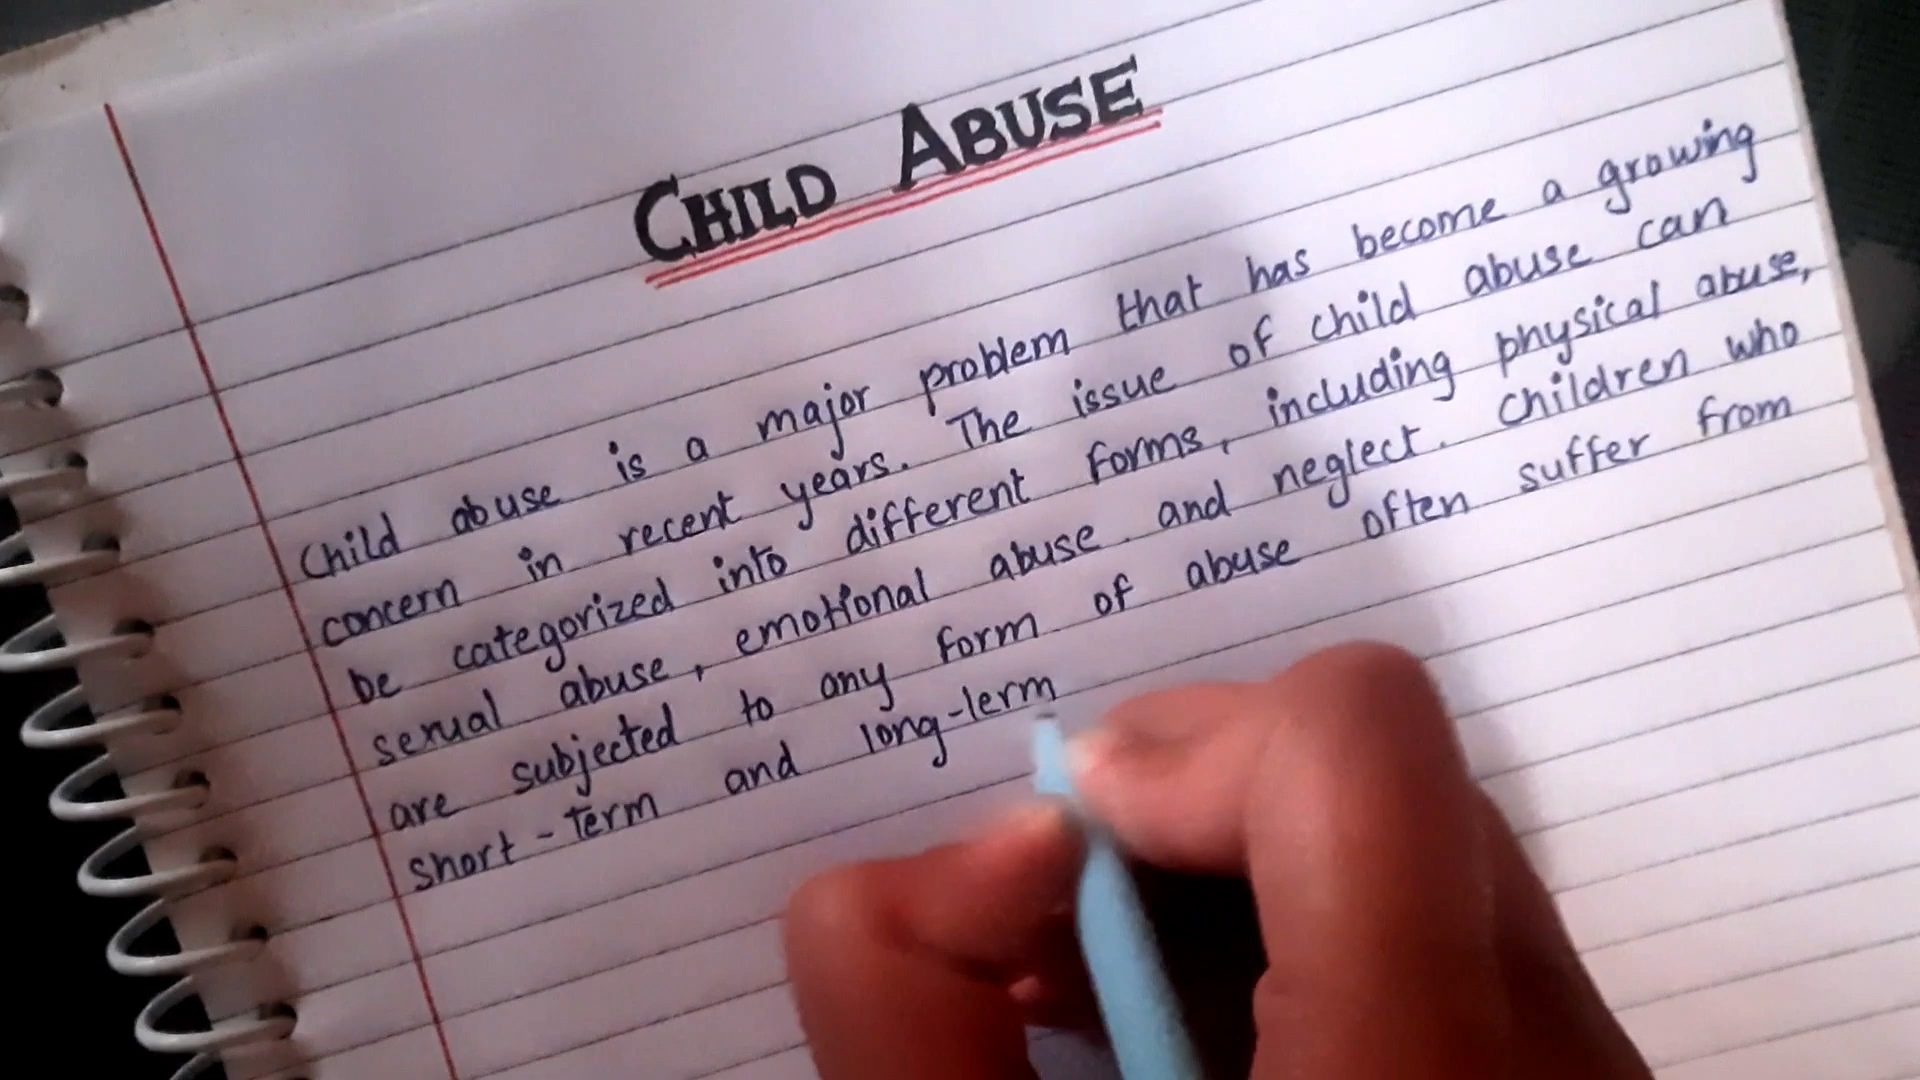 CHILD ABUSE
Child abuse is a major problem that has become a growing
concern in recent years. The issue of child abuse can
be categorized into different forms, including physical abuse,
sexual abuse, emotional abuse and neglect. Children who
are subjected to any form of abuse often suffer from
short-term and long-term